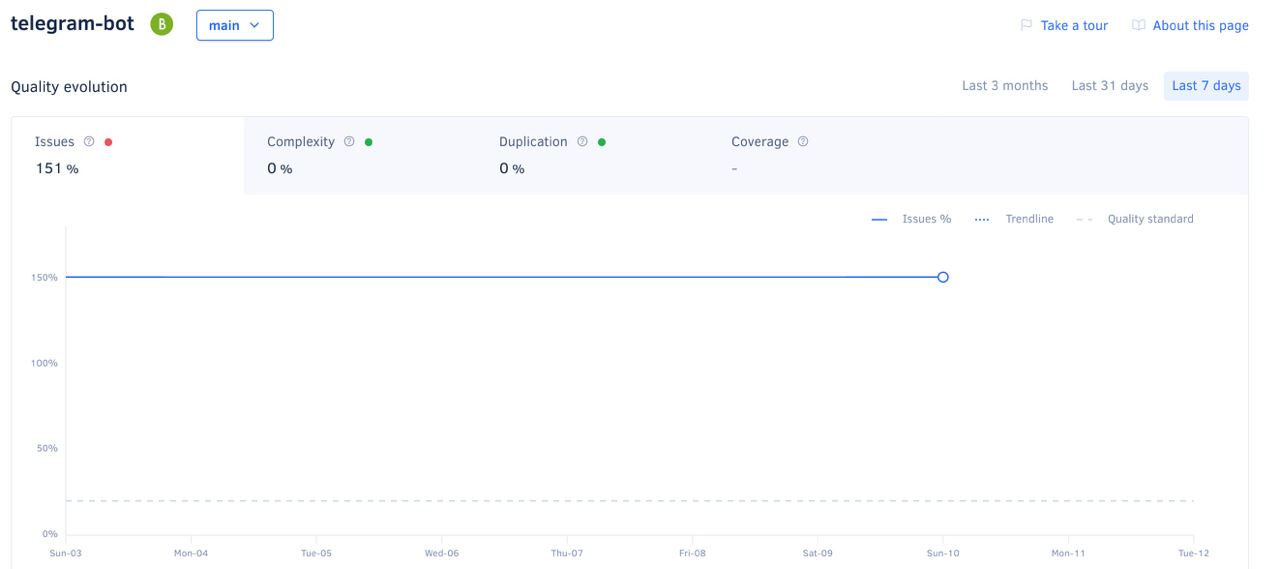 telegram-bot B main Take a tour About this page
Quality evolution Last 3 months Last 31 days Last 7 days
Issues Complexity Duplication Coverage
151 % 0 % 0 % -
Issues % Trendline Quality standard
150%
100%
50%
0%
Sun-03 Mon-04 Tue-05 Wed-06 Thu-07 Fri-08 Sat-09 Sun-10 Mon-11 Tue-12